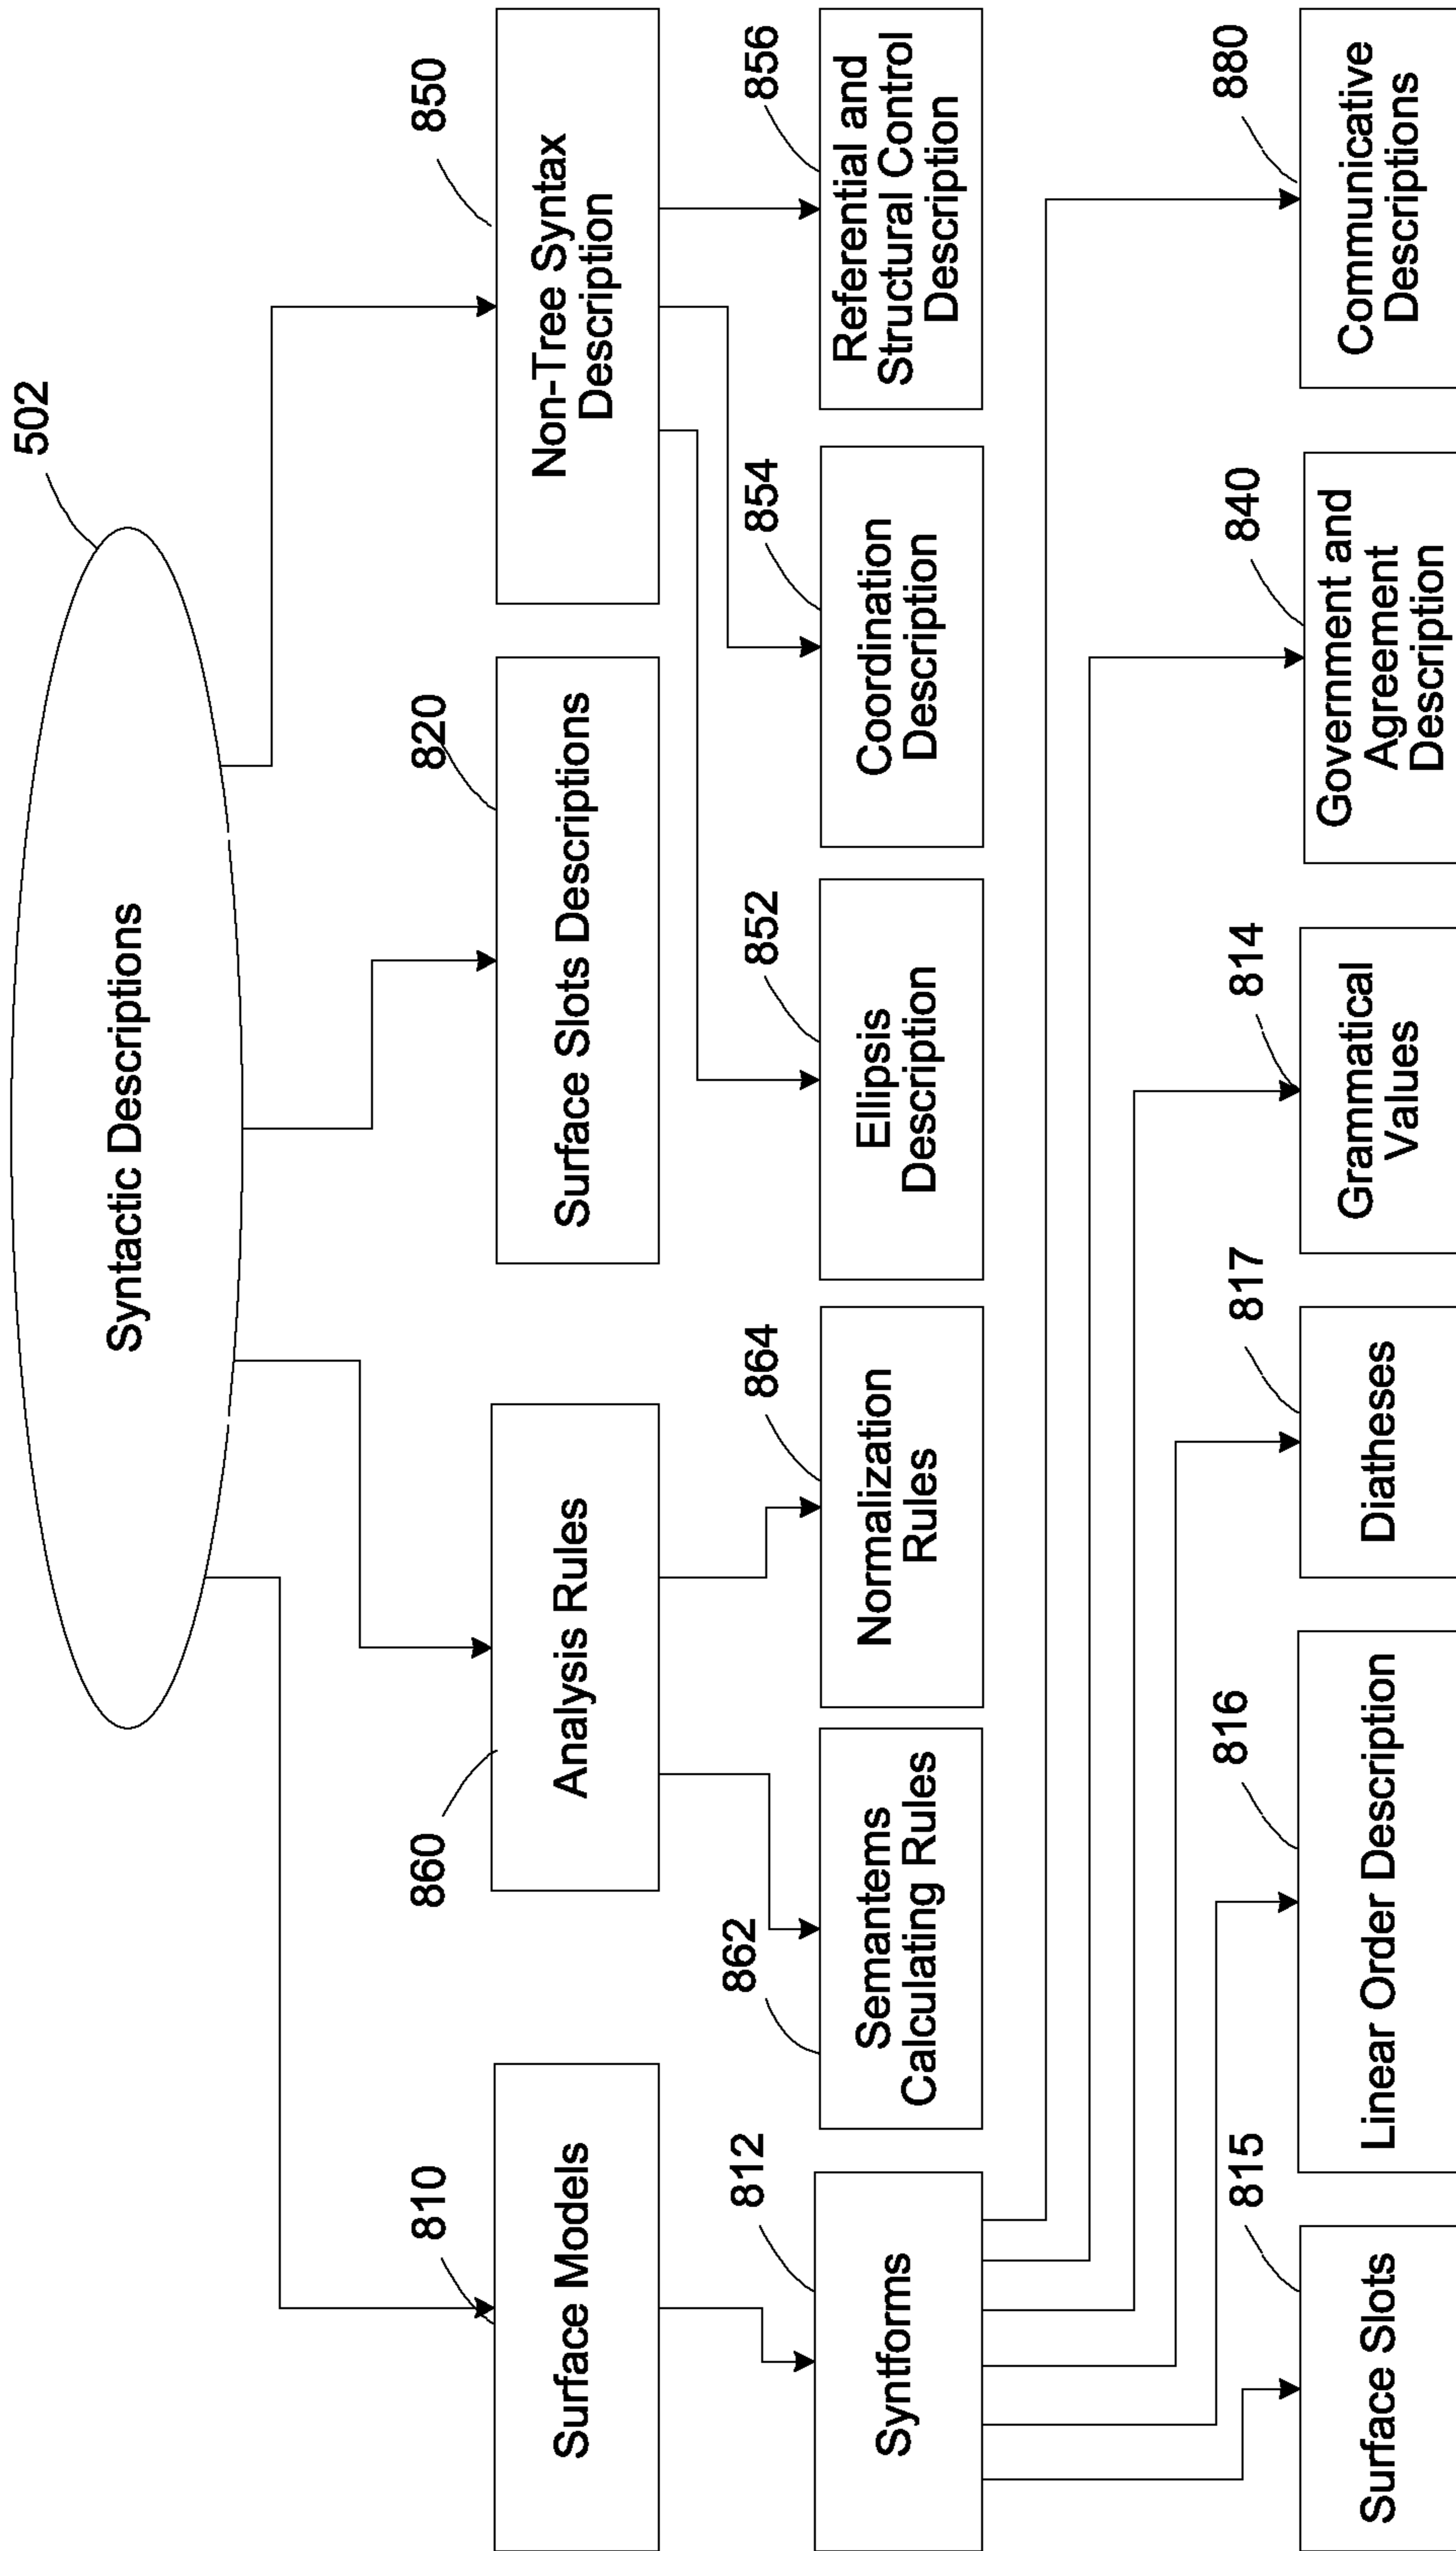 502
Syntactic Descriptions
810
860
820
850
Surface Models
Analysis Rules
Surface Slots Descriptions
Non-Tree Syntax
Description
812
862
864
852
854
856
Syntforms
Semantems
Calculating Rules
Normalization
Rules
Ellipsis
Description
Coordination
Description
Referential and
Structural Control
Description
815
816
817
814
840
880
Surface Slots
Linear Order Description
Diatheses
Grammatical
Values
Government and
Agreement
Description
Communicative
Descriptions